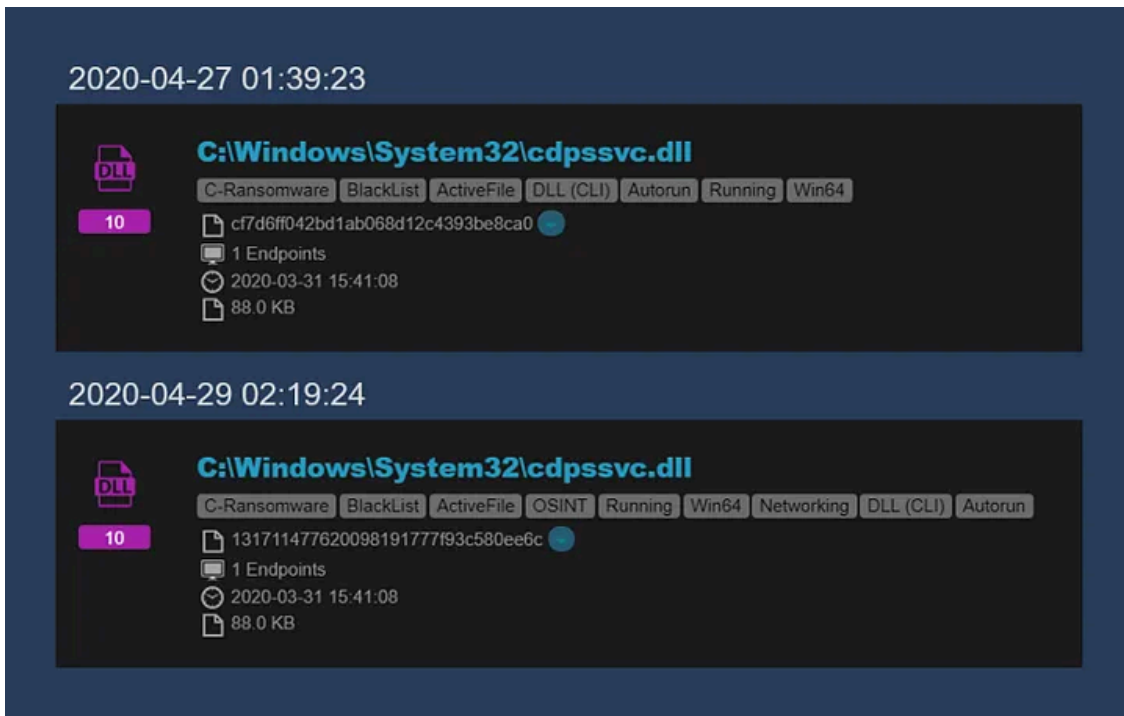 2020-04-27 01:39:23
DLL
C:\Windows\System32\cdpssvc.dll
C-Ransomware BlackList ActiveFile DLL (CLI) Autorun Running Win64
10
cf7d6ff042bd1ab068d12c4393be8ca0
1 Endpoints
2020-03-31 15:41:08
88.0 KB
2020-04-29 02:19:24
DLL
C:\Windows\System32\cdpssvc.dll
C-Ransomware BlackList ActiveFile OSINT Running Win64 Networking DLL (CLI) Autorun
10
131711477620098191777f93c580ee6c
1 Endpoints
2020-03-31 15:41:08
88.0 KB